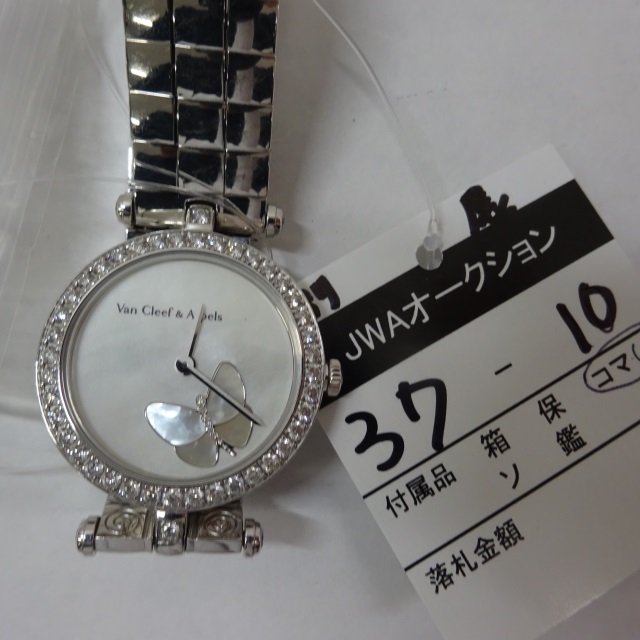 Van Cleef & Arpels
JWAオークション
37-10
付属品 箱 保 コマ(
ソ 鑑
落札金額